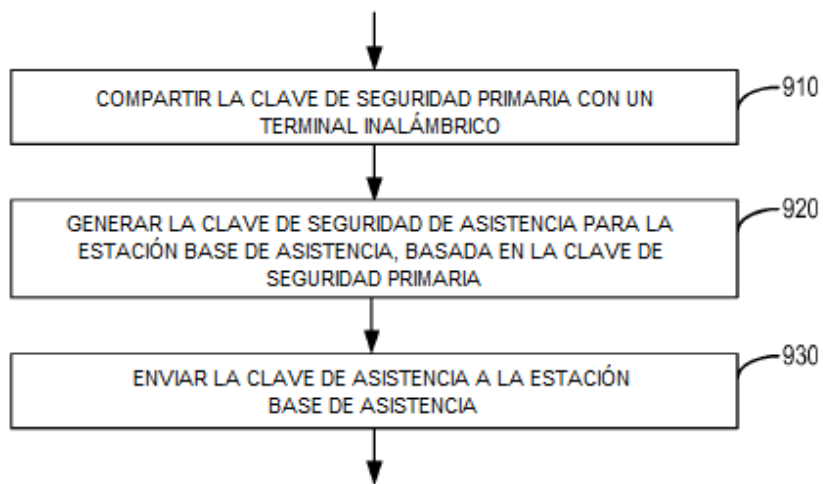 COMPARTIR LA CLAVE DE SEGURIDAD PRIMARIA CON UN
TERMINAL INALÁMBRICO
910
GENERAR LA CLAVE DE SEGURIDAD DE ASISTENCIA PARA LA
ESTACIÓN BASE DE ASISTENCIA, BASADA EN LA CLAVE DE
SEGURIDAD PRIMARIA
920
ENVIAR LA CLAVE DE ASISTENCIA A LA ESTACIÓN
BASE DE ASISTENCIA
930